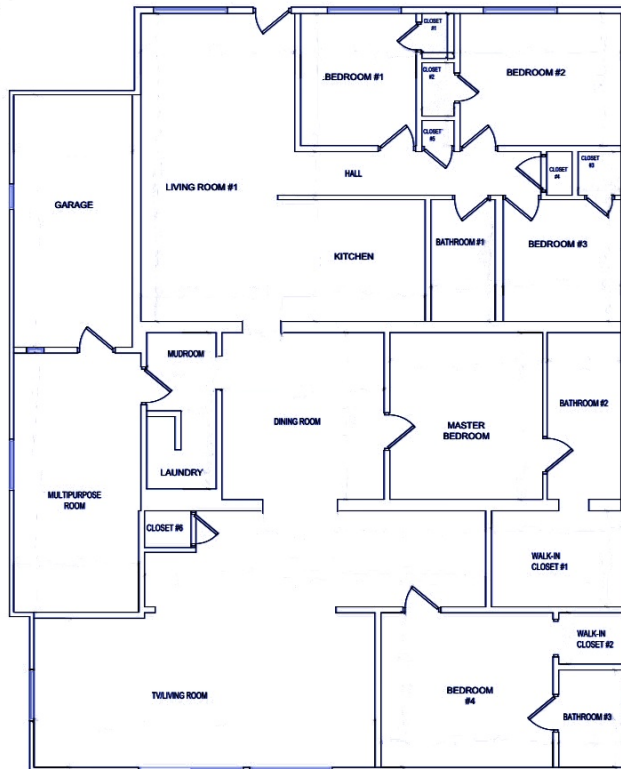 CLOSET
#1
.BEDROOM #1
CLOSET
#2
BEDROOM #2
CLOSET
#5
HALL
CLOSET
#4
CLOSET
#3
LIVING ROOM #1
GARAGE
BATHROOM #1
BEDROOM #3
KITCHEN
MUDROOM
DINING ROOM
MASTER
BEDROOM
BATHROOM #2
LAUNDRY
MULTIPURPOSE
ROOM
CLOSET #6
WALK-IN
CLOSET #1
WALK-IN
CLOSET #2
TV/LIVING ROOM
BEDROOM
#4
BATHROOM #3